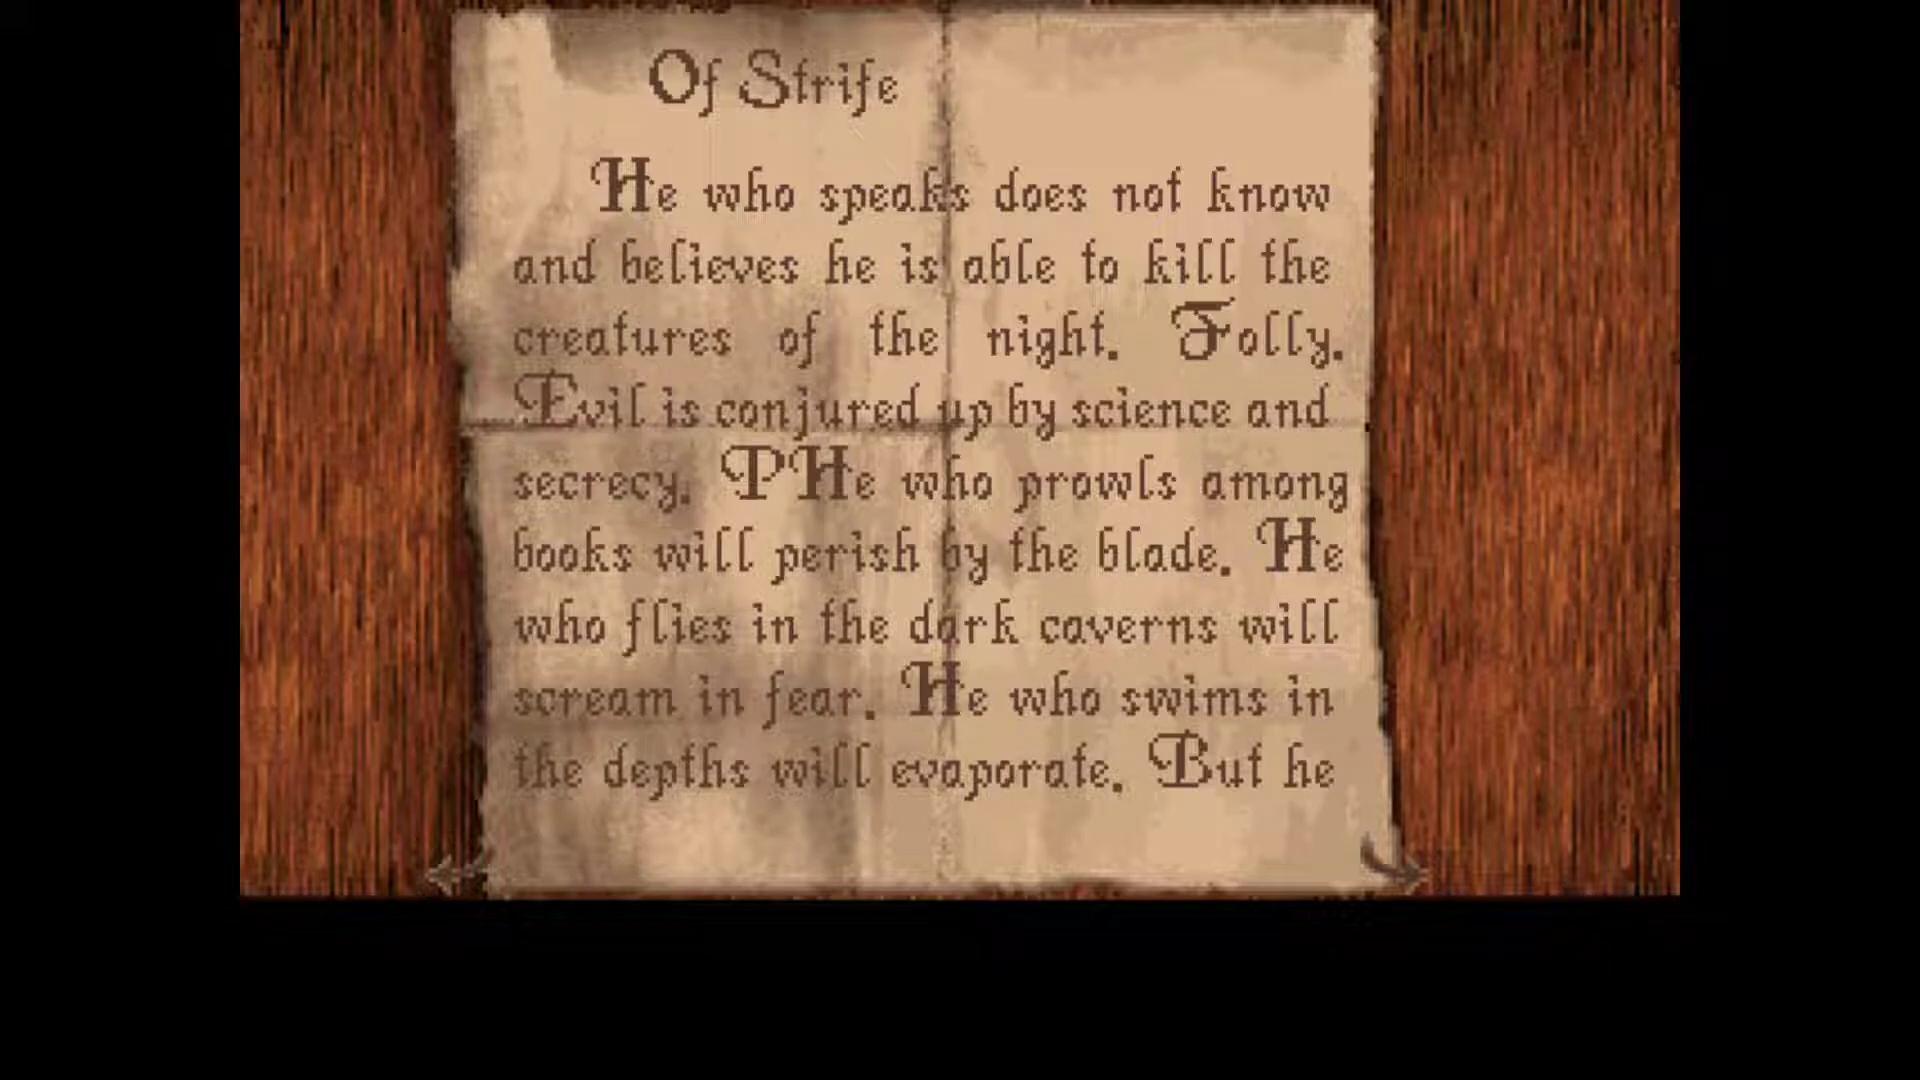 Of Strife
He who speaks does not know
and believes he is able to kill the
creatures of the night. Folly.
Evil is conjured up by science and
secrecy. PHe who prowls among
books will perish by the blade. He
who flies in the dark caverns will
scream in fear. He who swims in
the depths will evaporate. But he